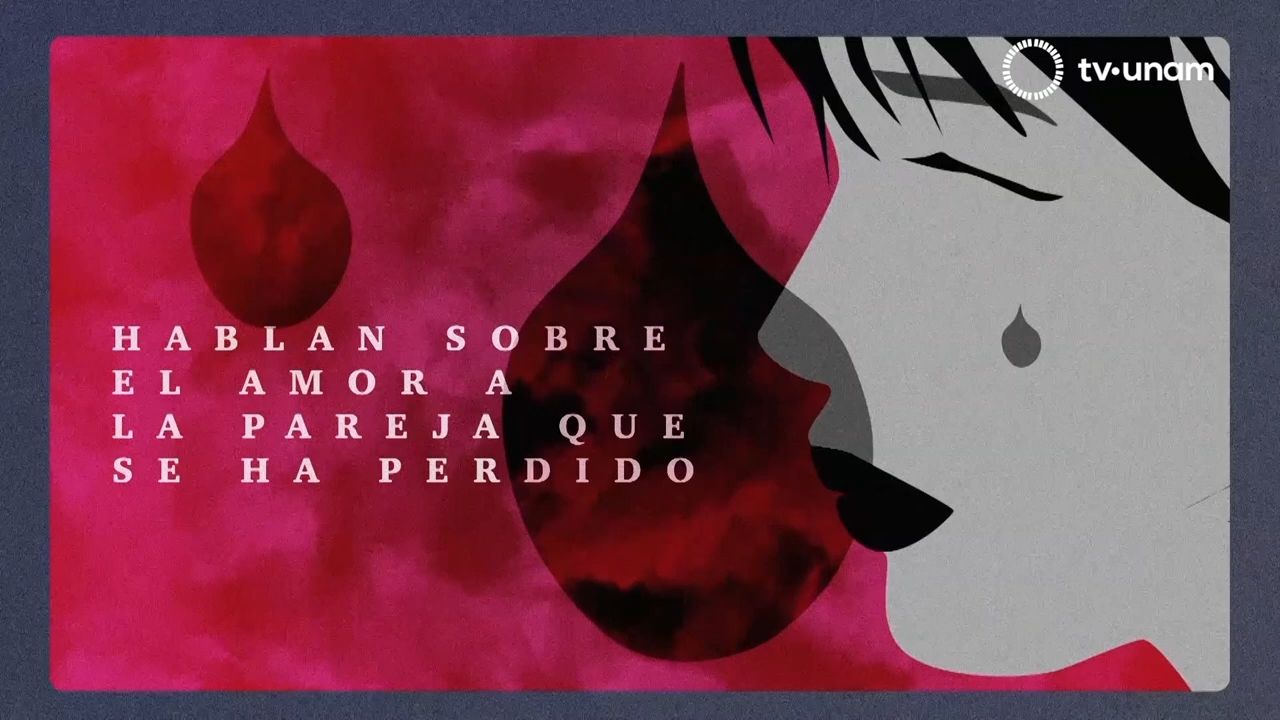 tv·unam
HABLAN SOBRE
EL AMOR A
LA PAREJA QUE
SE HA PERDIDO